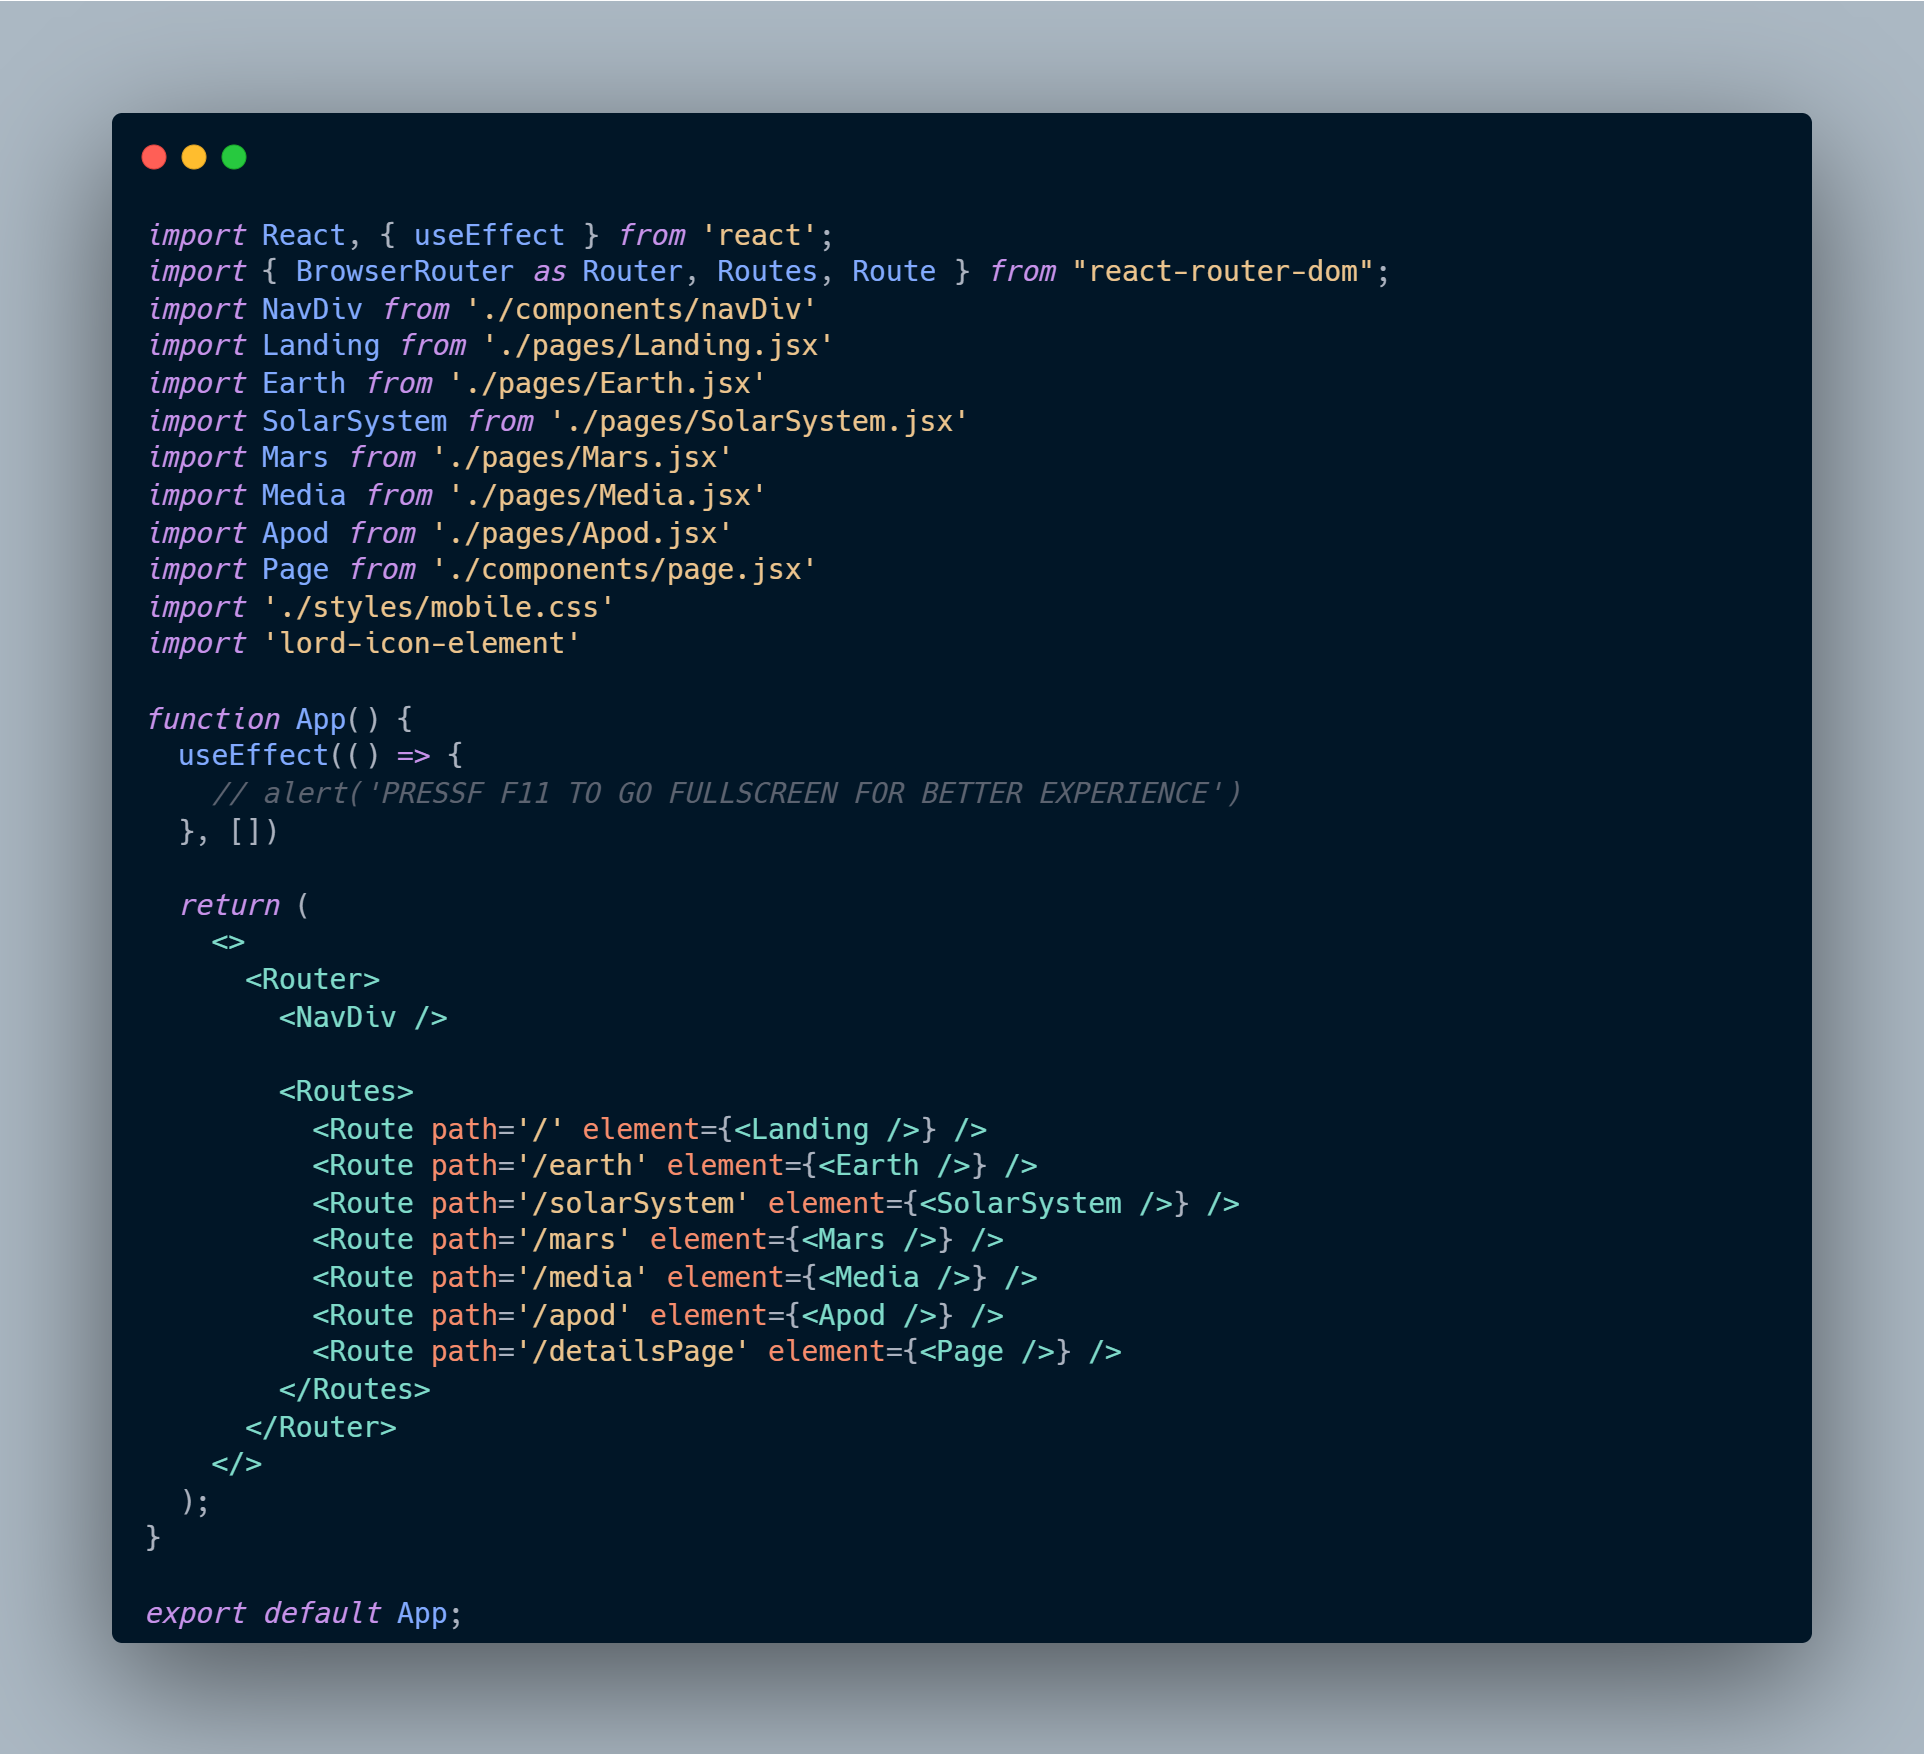 import React, { useEffect } from 'react';
import { BrowserRouter as Router, Routes, Route } from "react-router-dom";
import NavDiv from './components/navDiv'
import Landing from './pages/Landing.jsx'
import Earth from './pages/Earth.jsx'
import SolarSystem from './pages/SolarSystem.jsx'
import Mars from './pages/Mars.jsx'
import Media from './pages/Media.jsx'
import Apod from './pages/Apod.jsx'
import Page from './components/page.jsx'
import './styles/mobile.css'
import 'lord-icon-element'

function App() {
  useEffect(() => {
    // alert('PRESSF F11 TO GO FULLSCREEN FOR BETTER EXPERIENCE')
  }, [])

  return (
    <>
      <Router>
        <NavDiv />

        <Routes>
          <Route path='/' element={<Landing />} />
          <Route path='/earth' element={<Earth />} />
          <Route path='/solarSystem' element={<SolarSystem />} />
          <Route path='/mars' element={<Mars />} />
          <Route path='/media' element={<Media />} />
          <Route path='/apod' element={<Apod />} />
          <Route path='/detailsPage' element={<Page />} />
        </Routes>
      </Router>
    </>
  );
}

export default App;